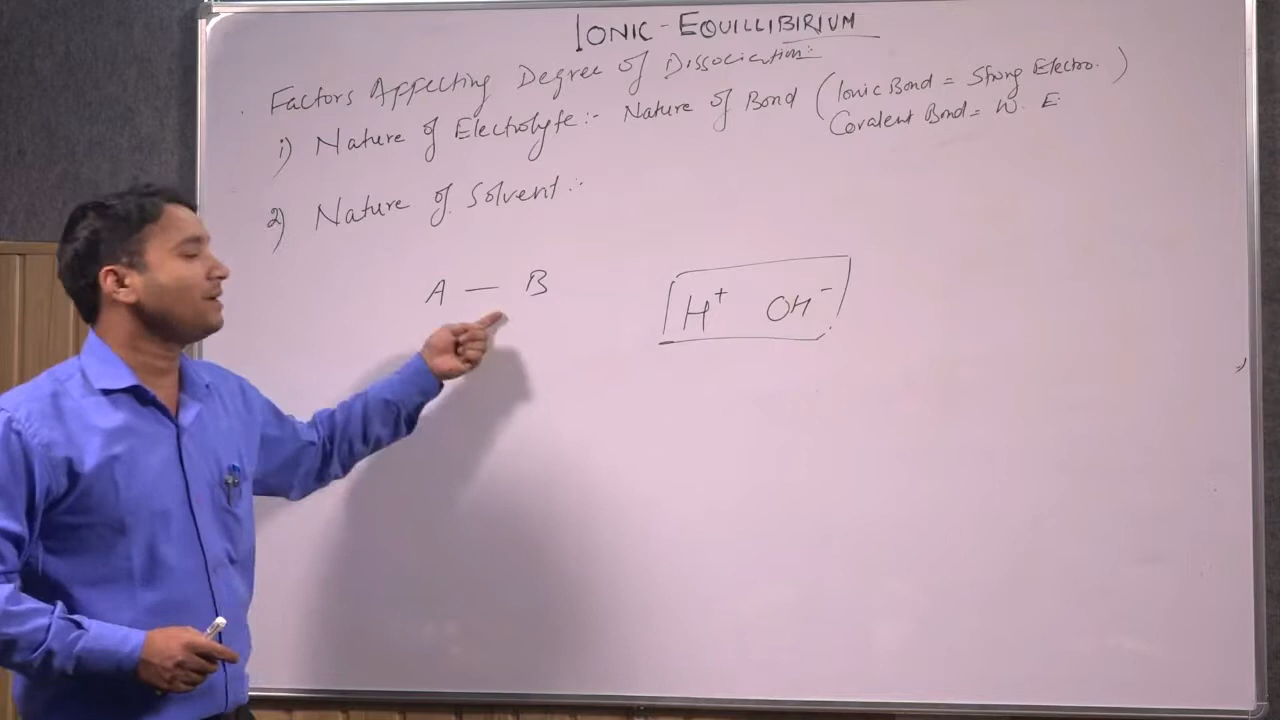 IONIC - EQUILLIBIRIUM
Factors Affecting Degree of Dissociation:-
i) Nature of Electrolyte:- Nature of Bond (Ionic Bond = Strong Electro.)
Covalent Bond = W. E.
2) Nature of Solvent:-
A — B
H⁺ OH⁻